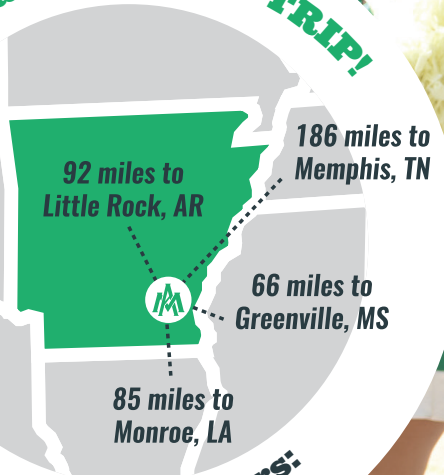 TRIP!
186 miles to
Memphis, TN
92 miles to
Little Rock, AR
66 miles to
Greenville, MS
85 miles to
Monroe, LA